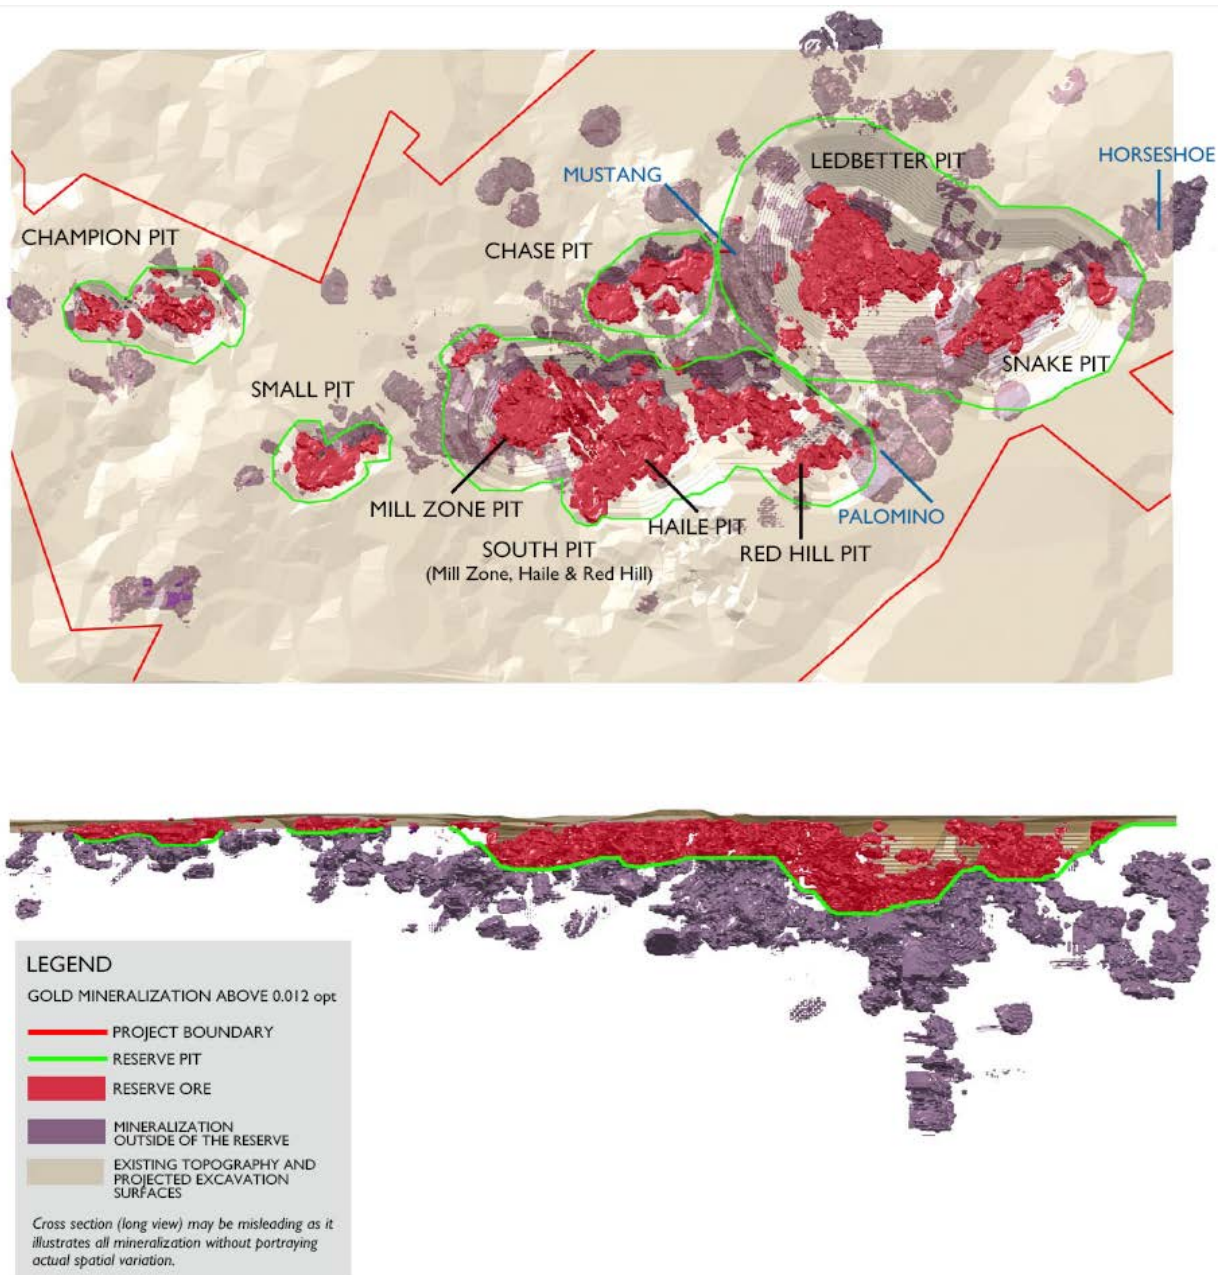 LEDBETTER PIT
HORSESHOE
MUSTANG
CHAMPION PIT
CHASE PIT
SNAKE PIT
SMALL PIT
MILL ZONE PIT
HAILE PIT
PALOMINO
SOUTH PIT
(Mill Zone, Haile & Red Hill)
RED HILL PIT
LEGEND
GOLD MINERALIZATION ABOVE 0.012 opt
PROJECT BOUNDARY
RESERVE PIT
RESERVE ORE
MINERALIZATION
OUTSIDE OF THE RESERVE
EXISTING TOPOGRAPHY AND
PROJECTED EXCAVATION
SURFACES
Cross section (long view) may be misleading as it
illustrates all mineralization without portraying
actual spatial variation.